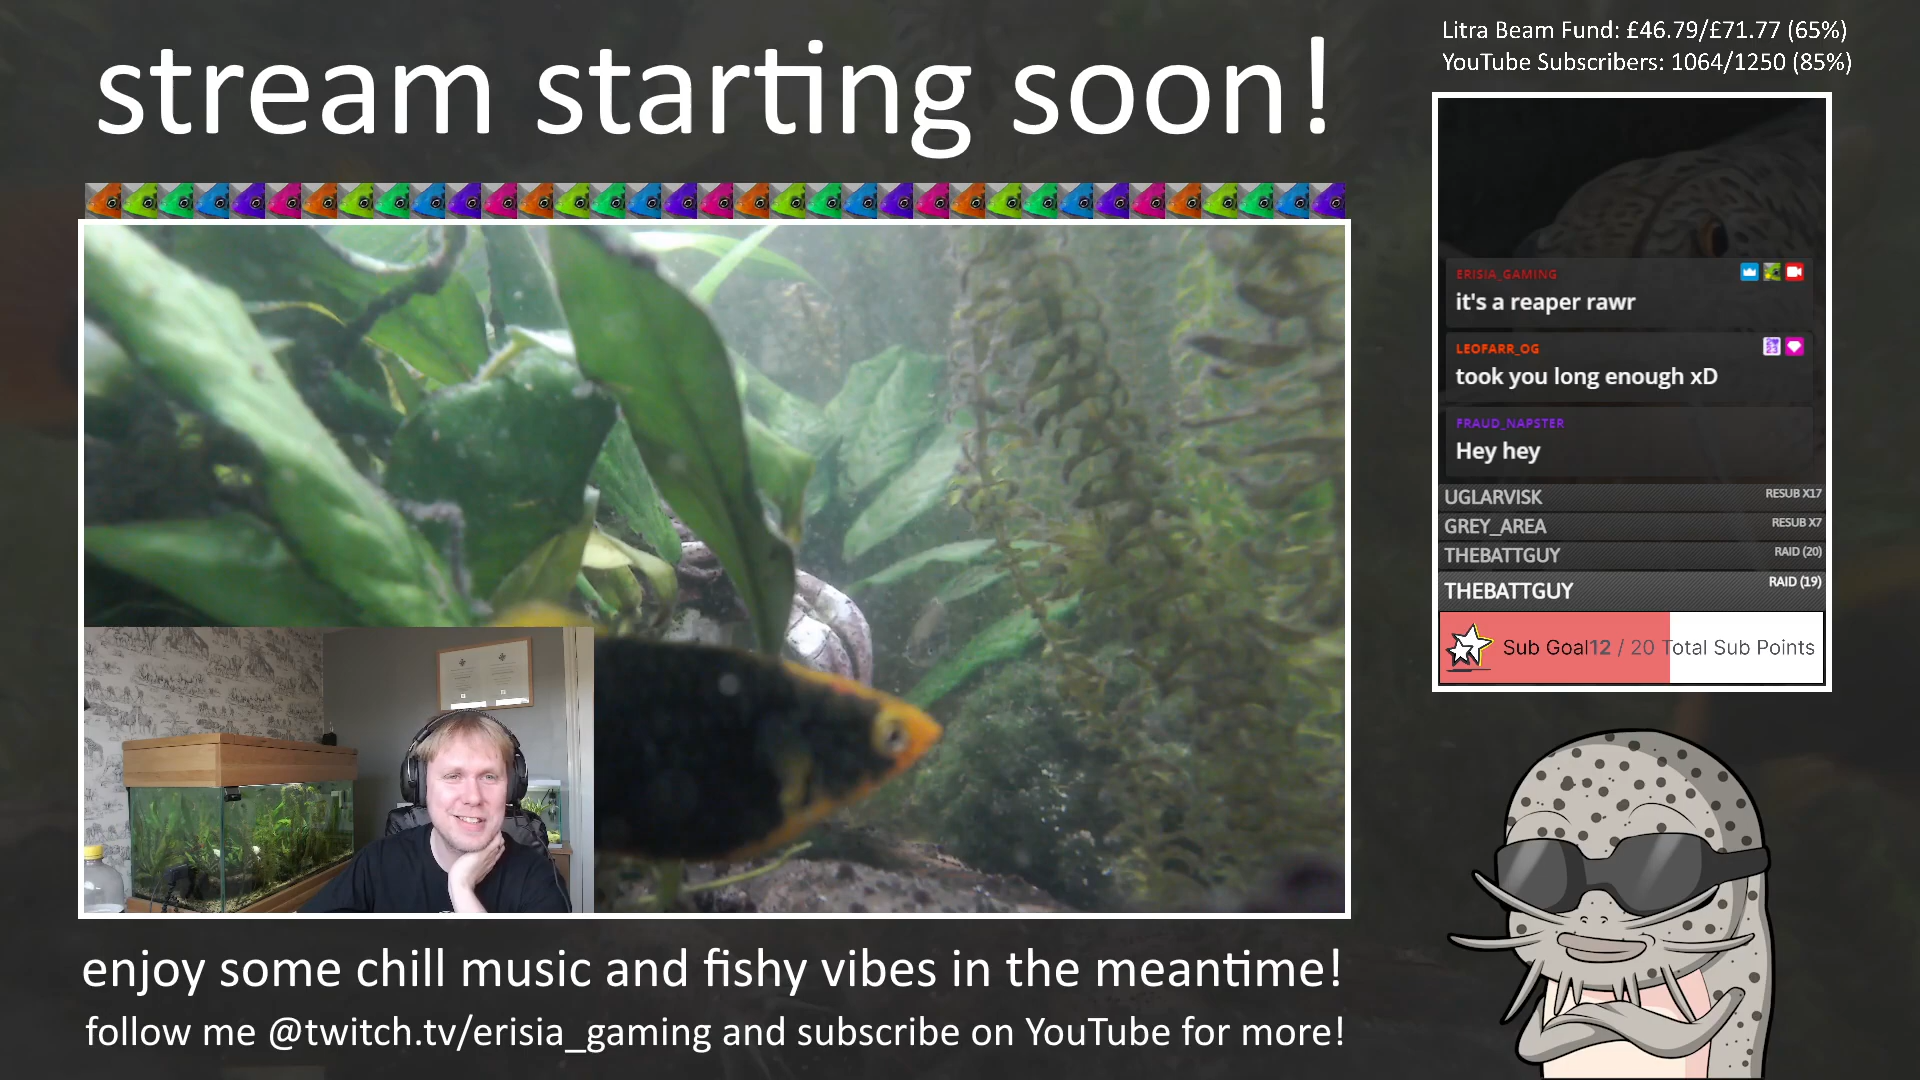 stream starting soon!
Litra Beam Fund: £46.79/£71.77 (65%)
YouTube Subscribers: 1064/1250 (85%)
ERISIA_GAMING
it's a reaper rawr
LEOFARR_OG
took you long enough xD
FRAUD_NAPSTER
Hey hey
UGLARVISK RESUB X17
GREY_AREA RESUB X7
THEBATTGUY RAID (20)
THEBATTGUY RAID (19)
Sub Goal12 / 20 Total Sub Points
enjoy some chill music and fishy vibes in the meantime!
follow me @twitch.tv/erisia_gaming and subscribe on YouTube for more!